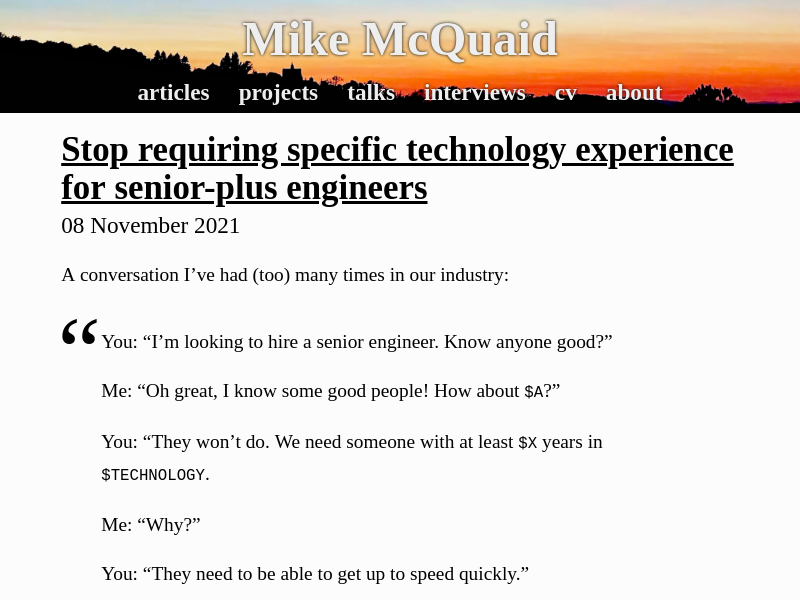 Mike McQuaid
articles projects talks interviews cv about
Stop requiring specific technology experience
for senior-plus engineers
08 November 2021
A conversation I’ve had (too) many times in our industry:
“
You: “I’m looking to hire a senior engineer. Know anyone good?”
Me: “Oh great, I know some good people! How about $A?”
You: “They won’t do. We need someone with at least $X years in
$TECHNOLOGY.
Me: “Why?”
You: “They need to be able to get up to speed quickly.”